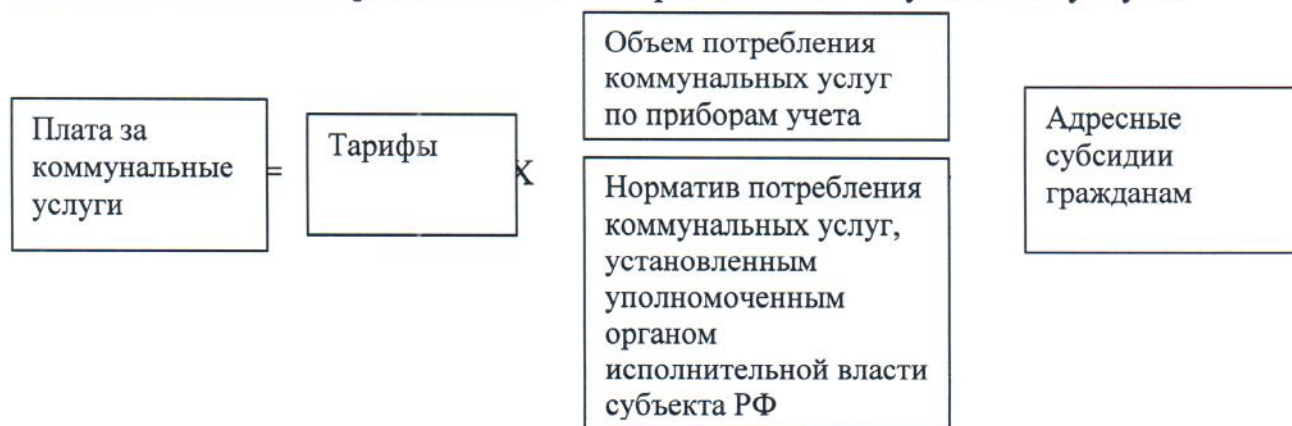 Плата за
коммунальные
услуги
=
Тарифы
X
Объем потребления
коммунальных услуг
по приборам учета
Норматив потребления
коммунальных услуг,
установленным
уполномоченным
органом
исполнительной власти
субъекта РФ
Адресные
субсидии
гражданам